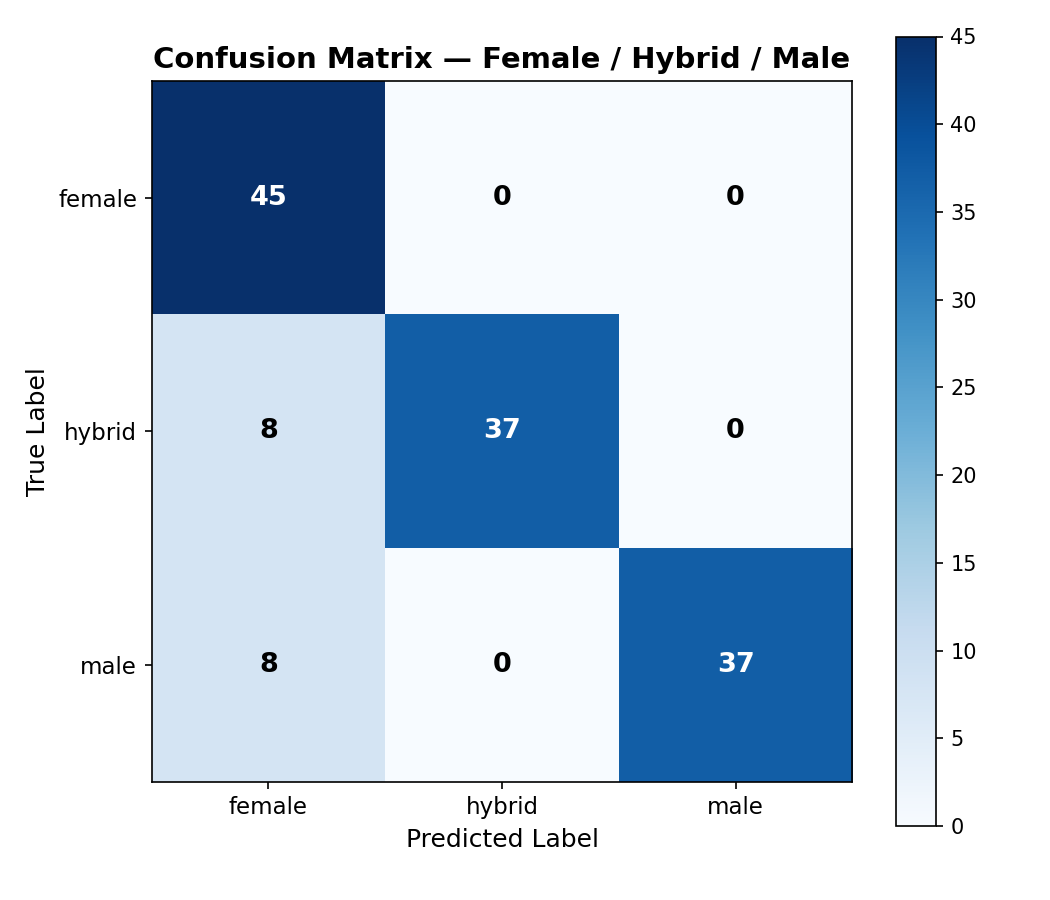 Confusion Matrix — Female / Hybrid / Male
45
40
35
30
25
20
15
10
5
0
True Label
female
45 0 0
hybrid
8 37 0
male
8 0 37
female hybrid male
Predicted Label